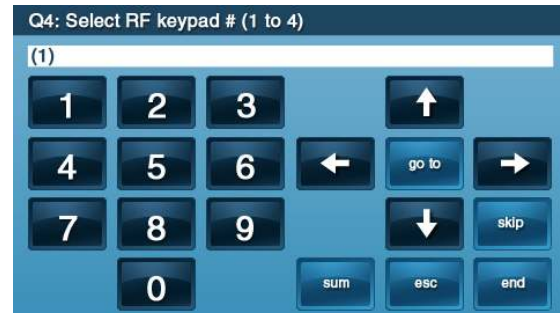 Q4: Select RF keypad # (1 to 4)
(1)
1 2 3
4 5 6 go to
7 8 9 skip
0 sum esc end